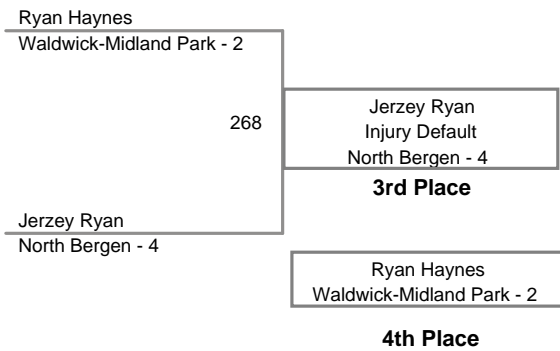 Ryan Haynes
Waldwick-Midland Park - 2
268
Jerzey Ryan
Injury Default
North Bergen - 4
3rd Place
Jerzey Ryan
North Bergen - 4
Ryan Haynes
Waldwick-Midland Park - 2
4th Place